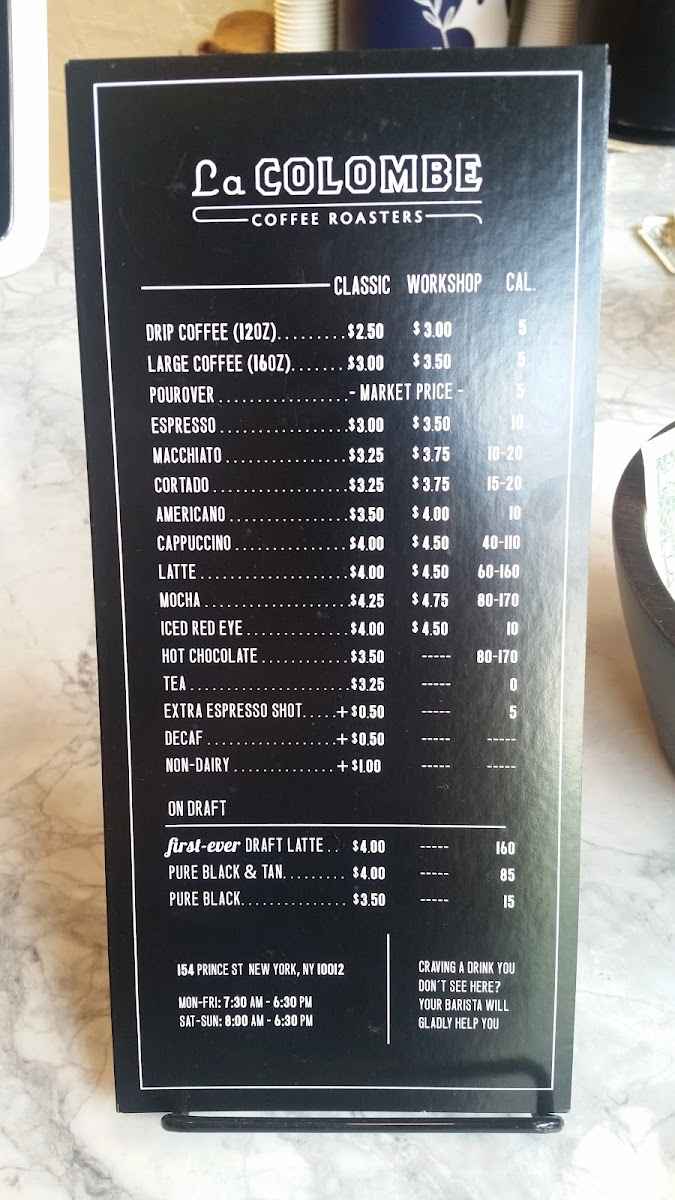 La COLOMBE
COFFEE ROASTERS
CLASSIC WORKSHOP CAL.
DRIP COFFEE (12OZ).........$2.50 $3.00 5
LARGE COFFEE (16OZ).......$3.00 $3.50 5
POUROVER..................- MARKET PRICE - 5
ESPRESSO..................$3.00 $3.50 10
MACCHIATO.................$3.25 $3.75 10-20
CORTADO...................$3.25 $3.75 15-20
AMERICANO.................$3.50 $4.00 10
CAPPUCCINO................$4.00 $4.50 40-110
LATTE.....................$4.00 $4.50 60-160
MOCHA.....................$4.25 $4.75 80-170
ICED RED EYE..............$4.00 $4.50 10
HOT CHOCOLATE.............$3.50 ----- 80-170
TEA.......................$3.25 ----- 0
EXTRA ESPRESSO SHOT.....+$0.50 ----- 5
DECAF...................+$0.50 ----- -----
NON-DAIRY...............+$1.00 ----- -----
ON DRAFT
first-ever DRAFT LATTE.. $4.00 ----- 160
PURE BLACK & TAN......... $4.00 ----- 85
PURE BLACK............... $3.50 ----- 15
154 PRINCE ST NEW YORK, NY 10012
MON-FRI: 7:30 AM - 6:30 PM
SAT-SUN: 8:00 AM - 6:30 PM
CRAVING A DRINK YOU
DON'T SEE HERE?
YOUR BARISTA WILL
GLADLY HELP YOU